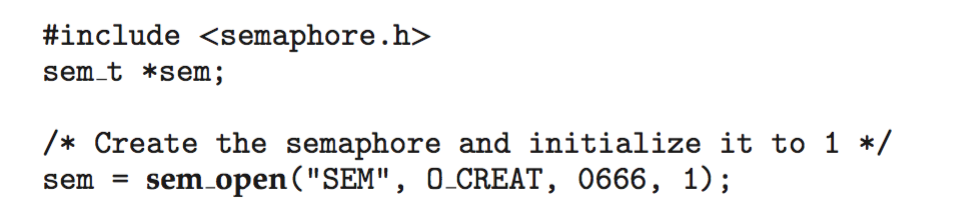 #include <semaphore.h>
sem_t *sem;
/* Create the semaphore and initialize it to 1 */
sem = sem_open("SEM", O_CREAT, 0666, 1);